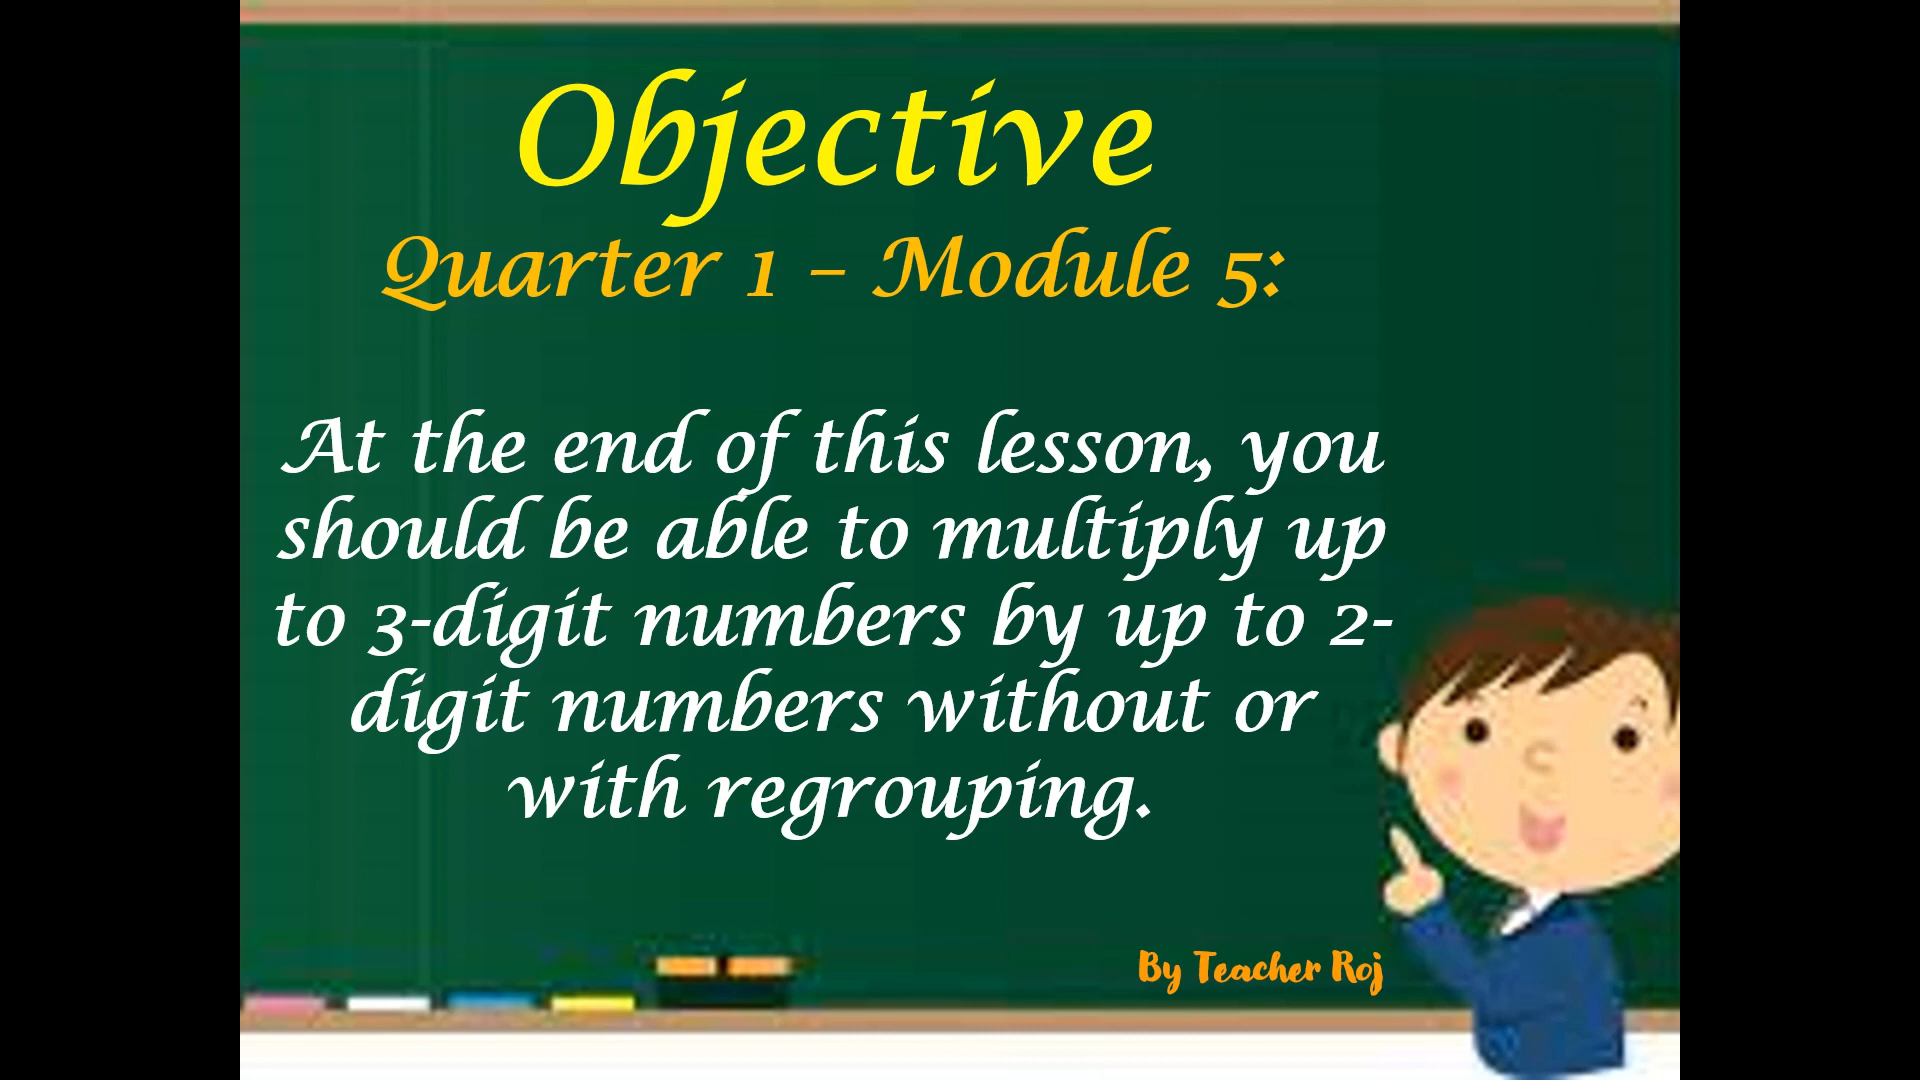 Objective
Quarter 1 – Module 5:
At the end of this lesson, you
should be able to multiply up
to 3-digit numbers by up to 2-
digit numbers without or
with regrouping.
By Teacher Roj